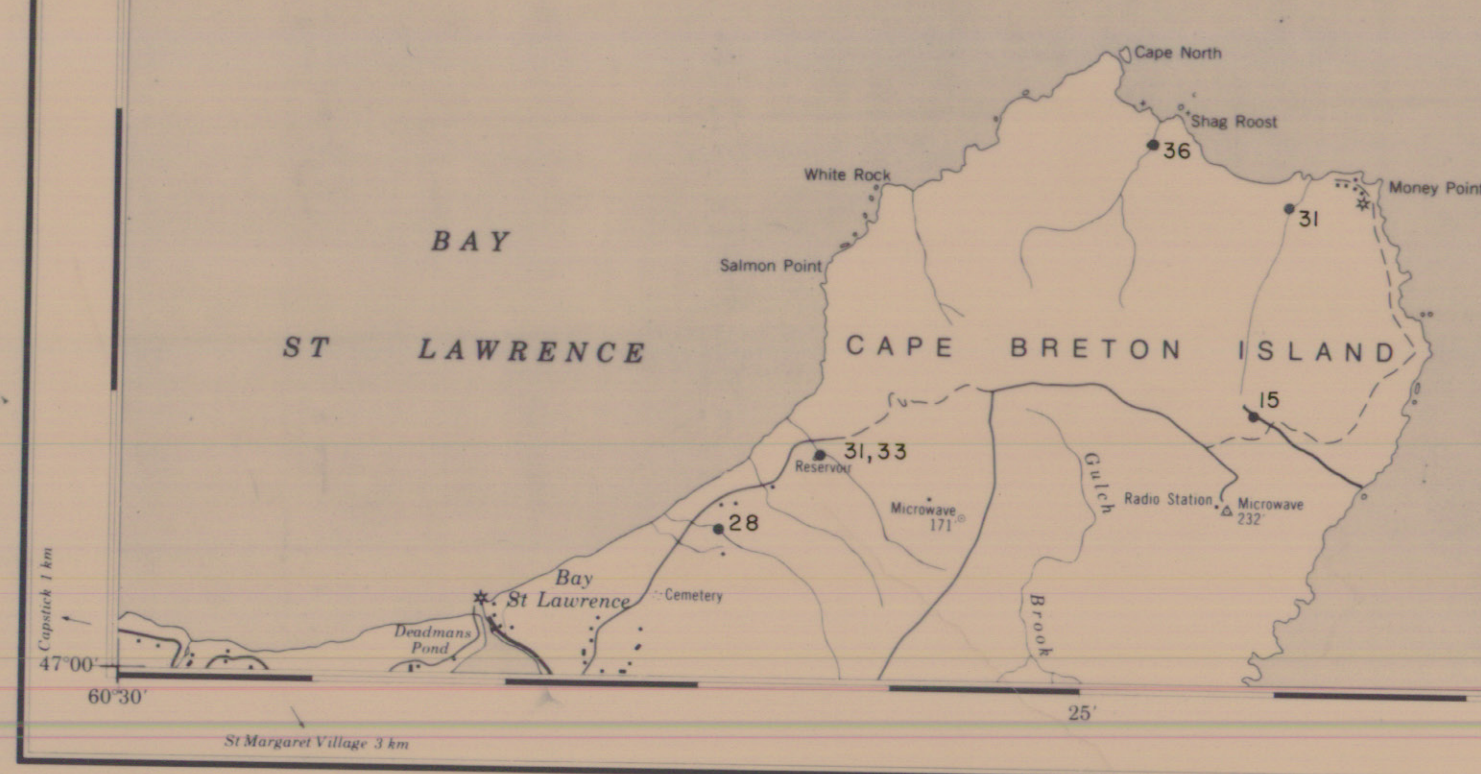 Cape North
Shag Roost
36
White Rock
Money Point
31
BAY
Salmon Point
ST LAWRENCE
CAPE BRETON ISLAND
15
31,33
Reservoir
Gulch
Radio Station
Microwave
232
Microwave
171
28
Bay
St Lawrence
Cemetery
Brook
Deadmans
Pond
Capstick 1 km
47°00'
60°30'
25'
St Margaret Village 3 km